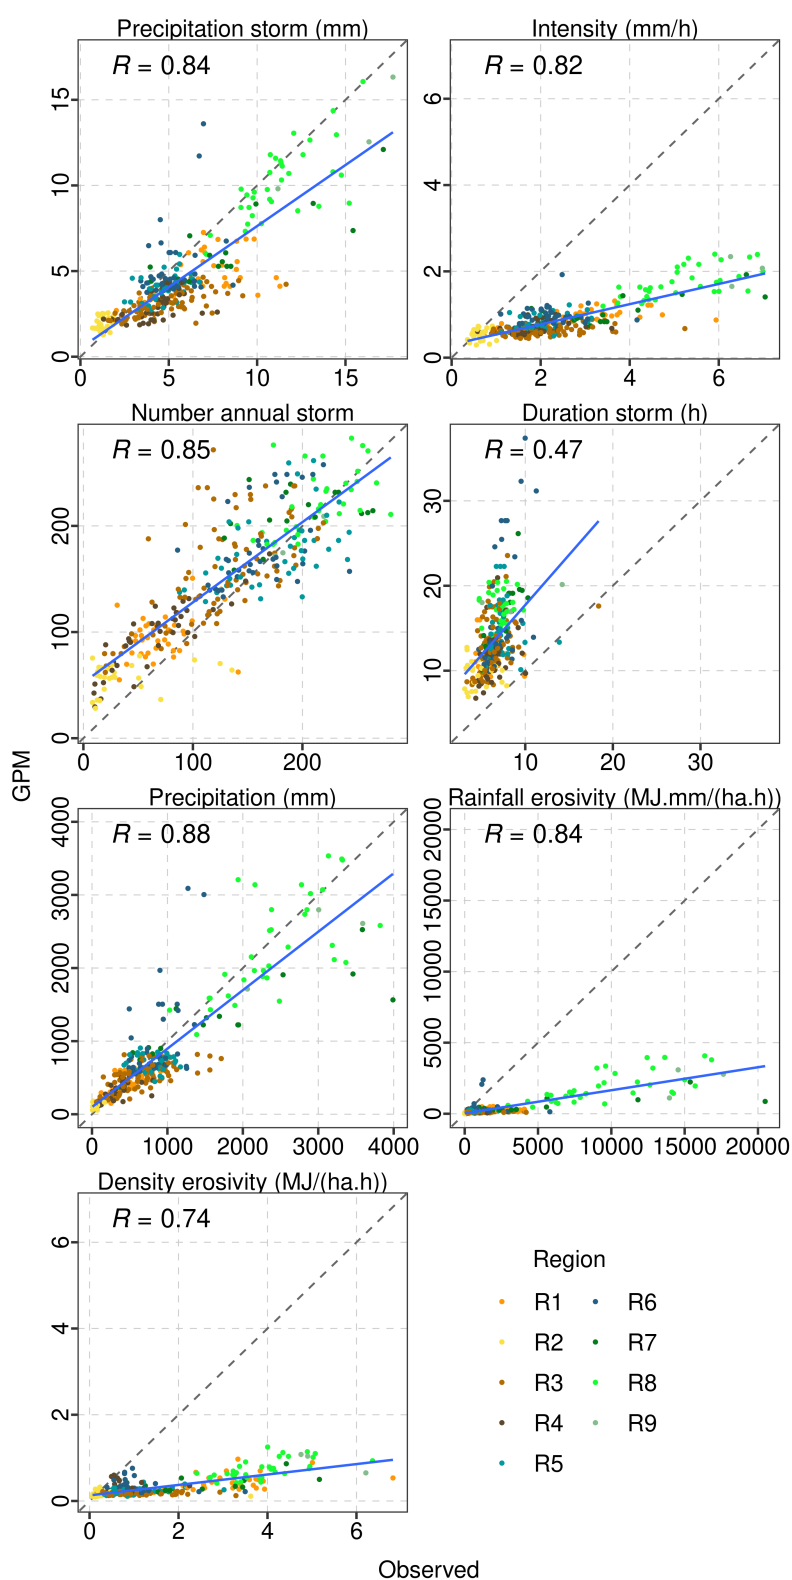 Precipitation storm (mm)
Intensity (mm/h)
R = 0.84
R = 0.82
15
10
5
0
0 5 10 15
6
4
2
0
0 2 4 6
Number annual storm
Duration storm (h)
R = 0.85
R = 0.47
200
100
0
0 100 200
30
20
10
10 20 30
GPM
Precipitation (mm)
Rainfall erosivity (MJ.mm/(ha.h))
R = 0.88
R = 0.84
4000
3000
2000
1000
0
0 1000 2000 3000 4000
20000
15000
10000
5000
0
0 5000 10000 15000 20000
Density erosivity (MJ/(ha.h))
R = 0.74
6
4
2
0
0 2 4 6
Region
R1 R6
R2 R7
R3 R8
R4 R9
R5
Observed